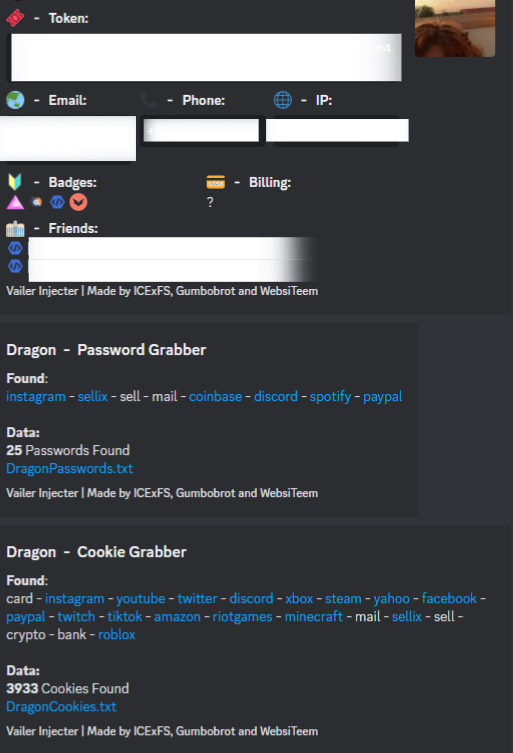 - Token:
- Email: - Phone: - IP:
- Badges: - Billing:
?
- Friends:
Vailer Injecter | Made by ICExFS, Gumbobrot and WebsiTeem
Dragon - Password Grabber
Found:
instagram - sellix - sell - mail - coinbase - discord - spotify - paypal
Data:
25 Passwords Found
DragonPasswords.txt
Vailer Injecter | Made by ICExFS, Gumbobrot and WebsiTeem
Dragon - Cookie Grabber
Found:
card - instagram - youtube - twitter - discord - xbox - steam - yahoo - facebook -
paypal - twitch - tiktok - amazon - riotgames - minecraft - mail - sellix - sell -
crypto - bank - roblox
Data:
3933 Cookies Found
DragonCookies.txt
Vailer Injecter | Made by ICExFS, Gumbobrot and WebsiTeem